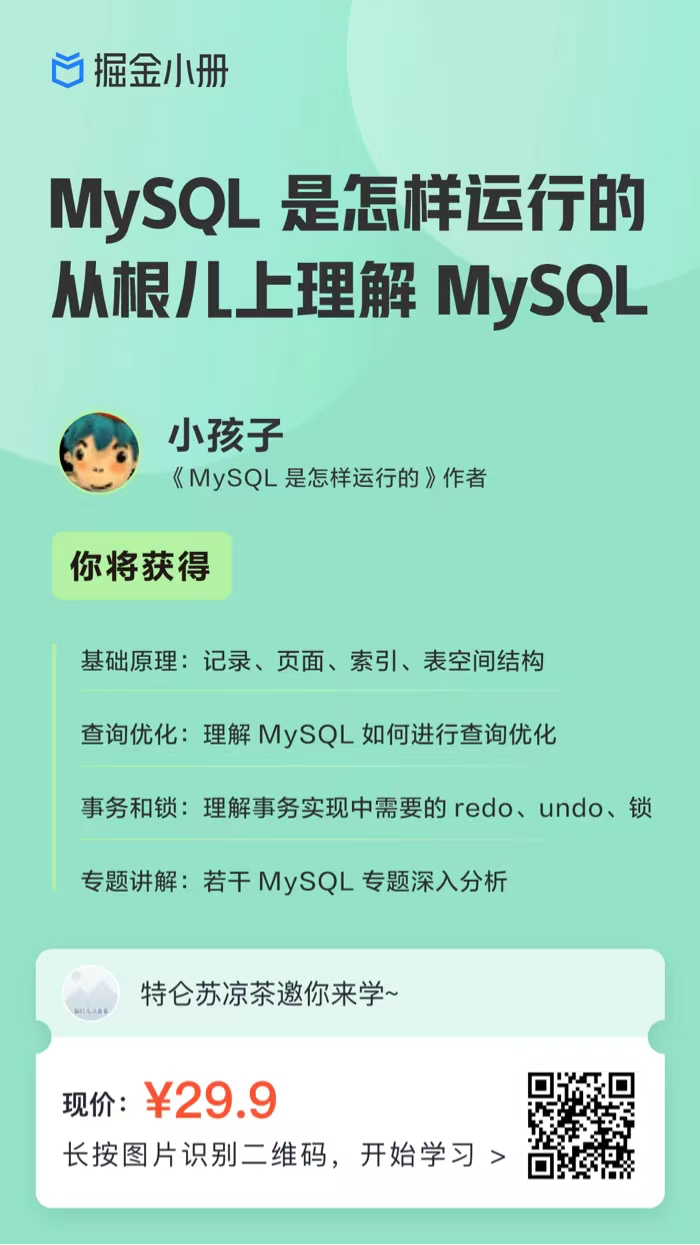 掘金小册
MySQL 是怎样运行的
从根儿上理解 MySQL
小孩子
《MySQL 是怎样运行的》作者
你将获得
基础原理：记录、页面、索引、表空间结构
查询优化：理解 MySQL 如何进行查询优化
事务和锁：理解事务实现中需要的 redo、undo、锁
专题讲解：若干 MySQL 专题深入分析
特仑苏凉茶邀你来学~
现价：¥29.9
长按图片识别二维码，开始学习 >